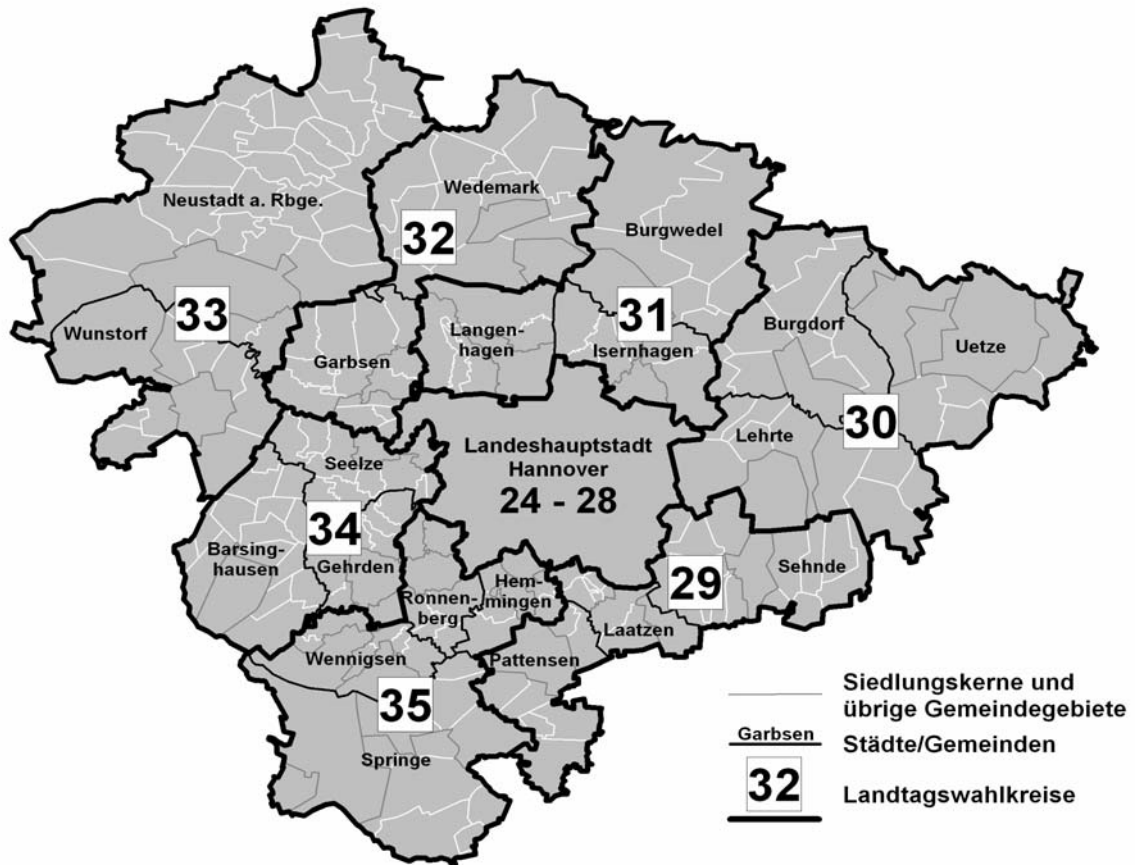 Neustadt a. Rbge.
Wedemark
32
Burgwedel
33
Wunstorf
Garbsen
Langen-
hagen
31
Isernhagen
Burgdorf
Uetze
30
Lehrte
Landeshauptstadt
Hannover
24 - 28
Seelze
34
Barsing-
hausen
Gehrden
Ronnen-
berg
Hem-
mingen
29
Sehnde
Laatzen
Wennigsen
Pattensen
35
Springe
Siedlungskerne und
übrige Gemeindegebiete
Garbsen
Städte/Gemeinden
32
Landtagswahlkreise